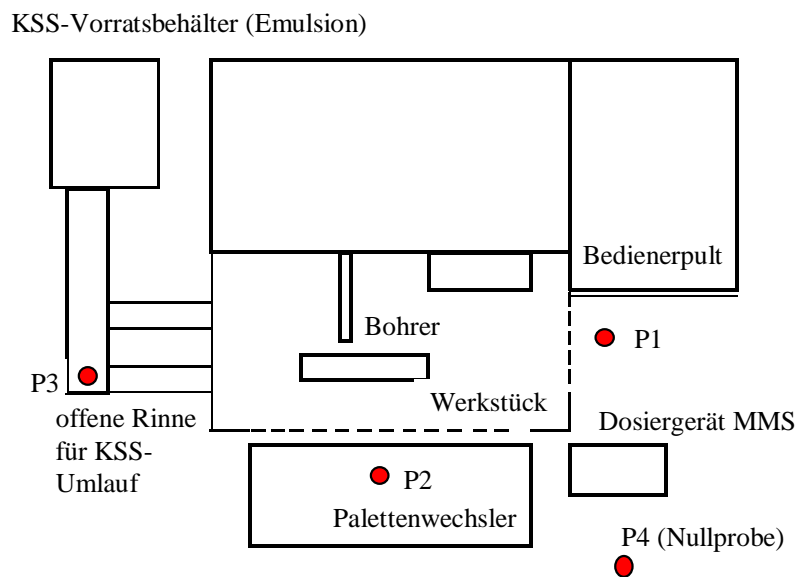 KSS-Vorratsbehälter (Emulsion)
Bedienerpult
Bohrer
P1
P3
Werkstück
offene Rinne
für KSS-
Umlauf
Dosiergerät MMS
P2
Palettenwechsler
P4 (Nullprobe)